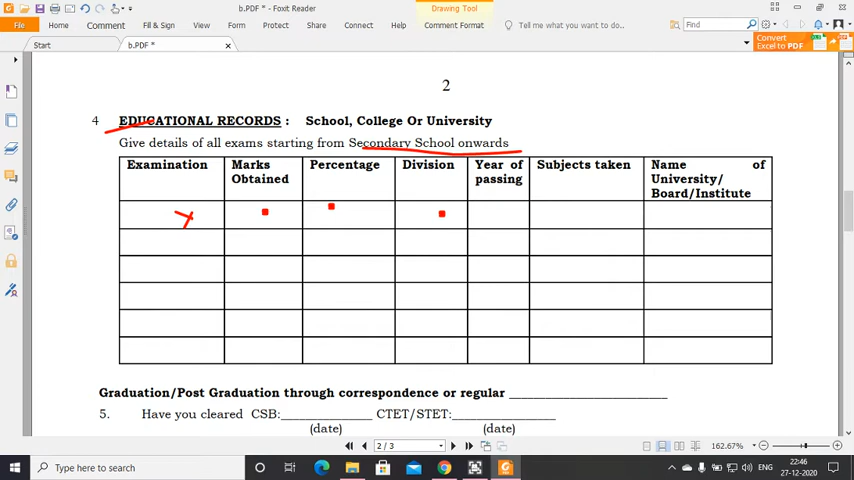 b.PDF * - Foxit Reader
Drawing Tool
File
Home
Comment
Fill & Sign
View
Form
Protect
Share
Connect
Help
Comment Format
Tell me what you want to do...
Find
Start
b.PDF *
Convert
Excel to PDF
2
4 EDUCATIONAL RECORDS : School, College Or University
Give details of all exams starting from Secondary School onwards
Examination
Marks
Obtained
Percentage
Division
Year of
passing
Subjects taken
Name of
University/
Board/Institute
Graduation/Post Graduation through correspondence or regular ____________________
5. Have you cleared CSB:____________ CTET/STET:______________
(date) (date)
2 / 3
162.67%
Type here to search
ENG
22:46
27-12-2020